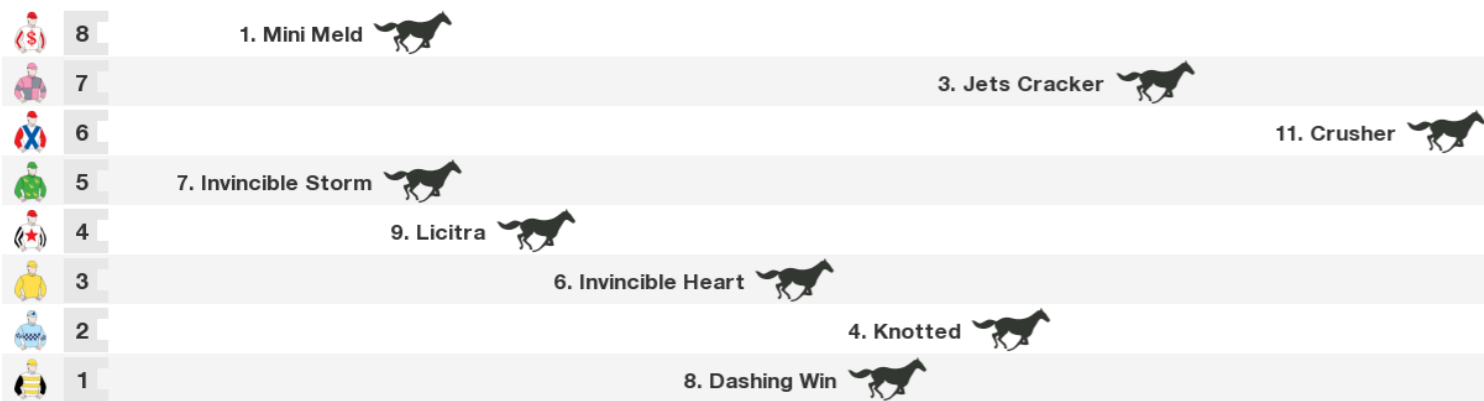 8 1. Mini Meld
7 3. Jets Cracker
6 11. Crusher
5 7. Invincible Storm
4 9. Licitra
3 6. Invincible Heart
2 4. Knotted
1 8. Dashing Win